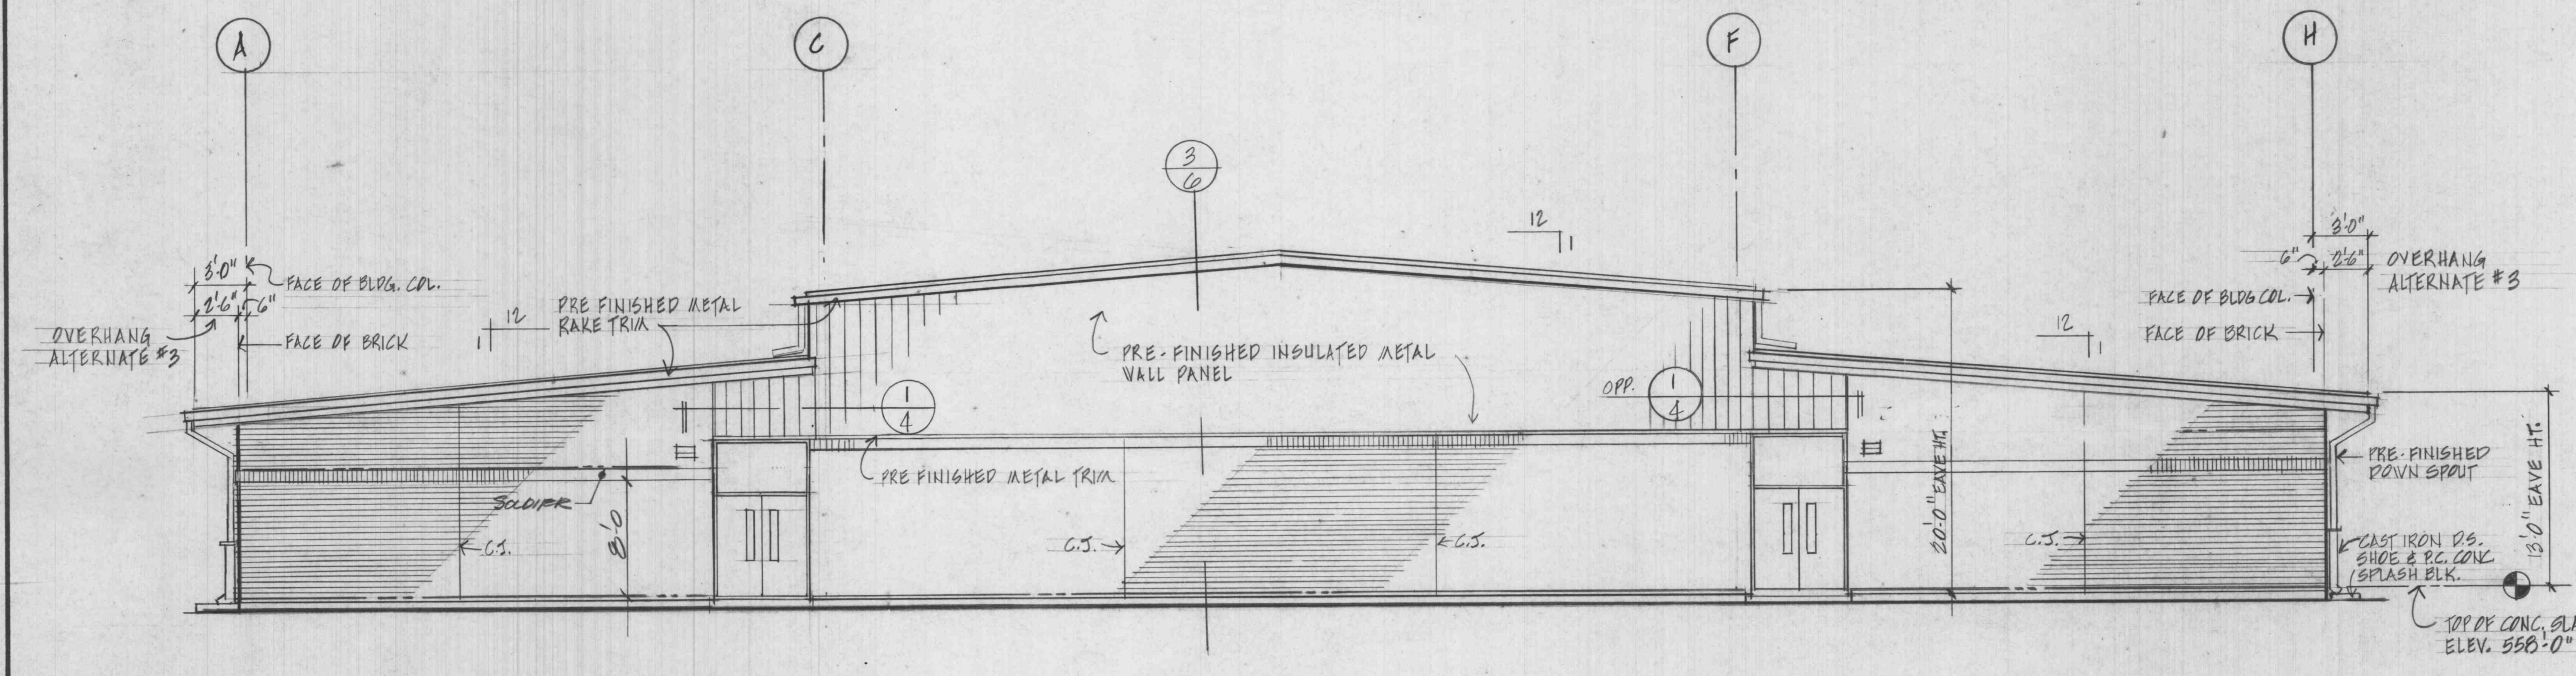 A
C
F
H
3
6
12
1
3'-0"
FACE OF BLDG. COL.
2'-6"
6"
OVERHANG
ALTERNATE #3
FACE OF BRICK
12
1
PRE FINISHED METAL
RAKE TRIM
PRE-FINISHED INSULATED METAL
WALL PANEL
1
4
OPP.
1
4
PRE FINISHED METAL TRIM
SOLDIER
8'-0
C.J.
C.J.
C.J.
C.J.
20'-0" EAVE HT.
12
1
3'-0"
6"
2'-6"
OVERHANG
ALTERNATE #3
FACE OF BLDG COL.
FACE OF BRICK
PRE-FINISHED
DOWN SPOUT
13'-0" EAVE HT.
CAST IRON D.S.
SHOE & P.C. CONC.
SPLASH BLK.
TOP OF CONC. SLA
ELEV. 558'-0"